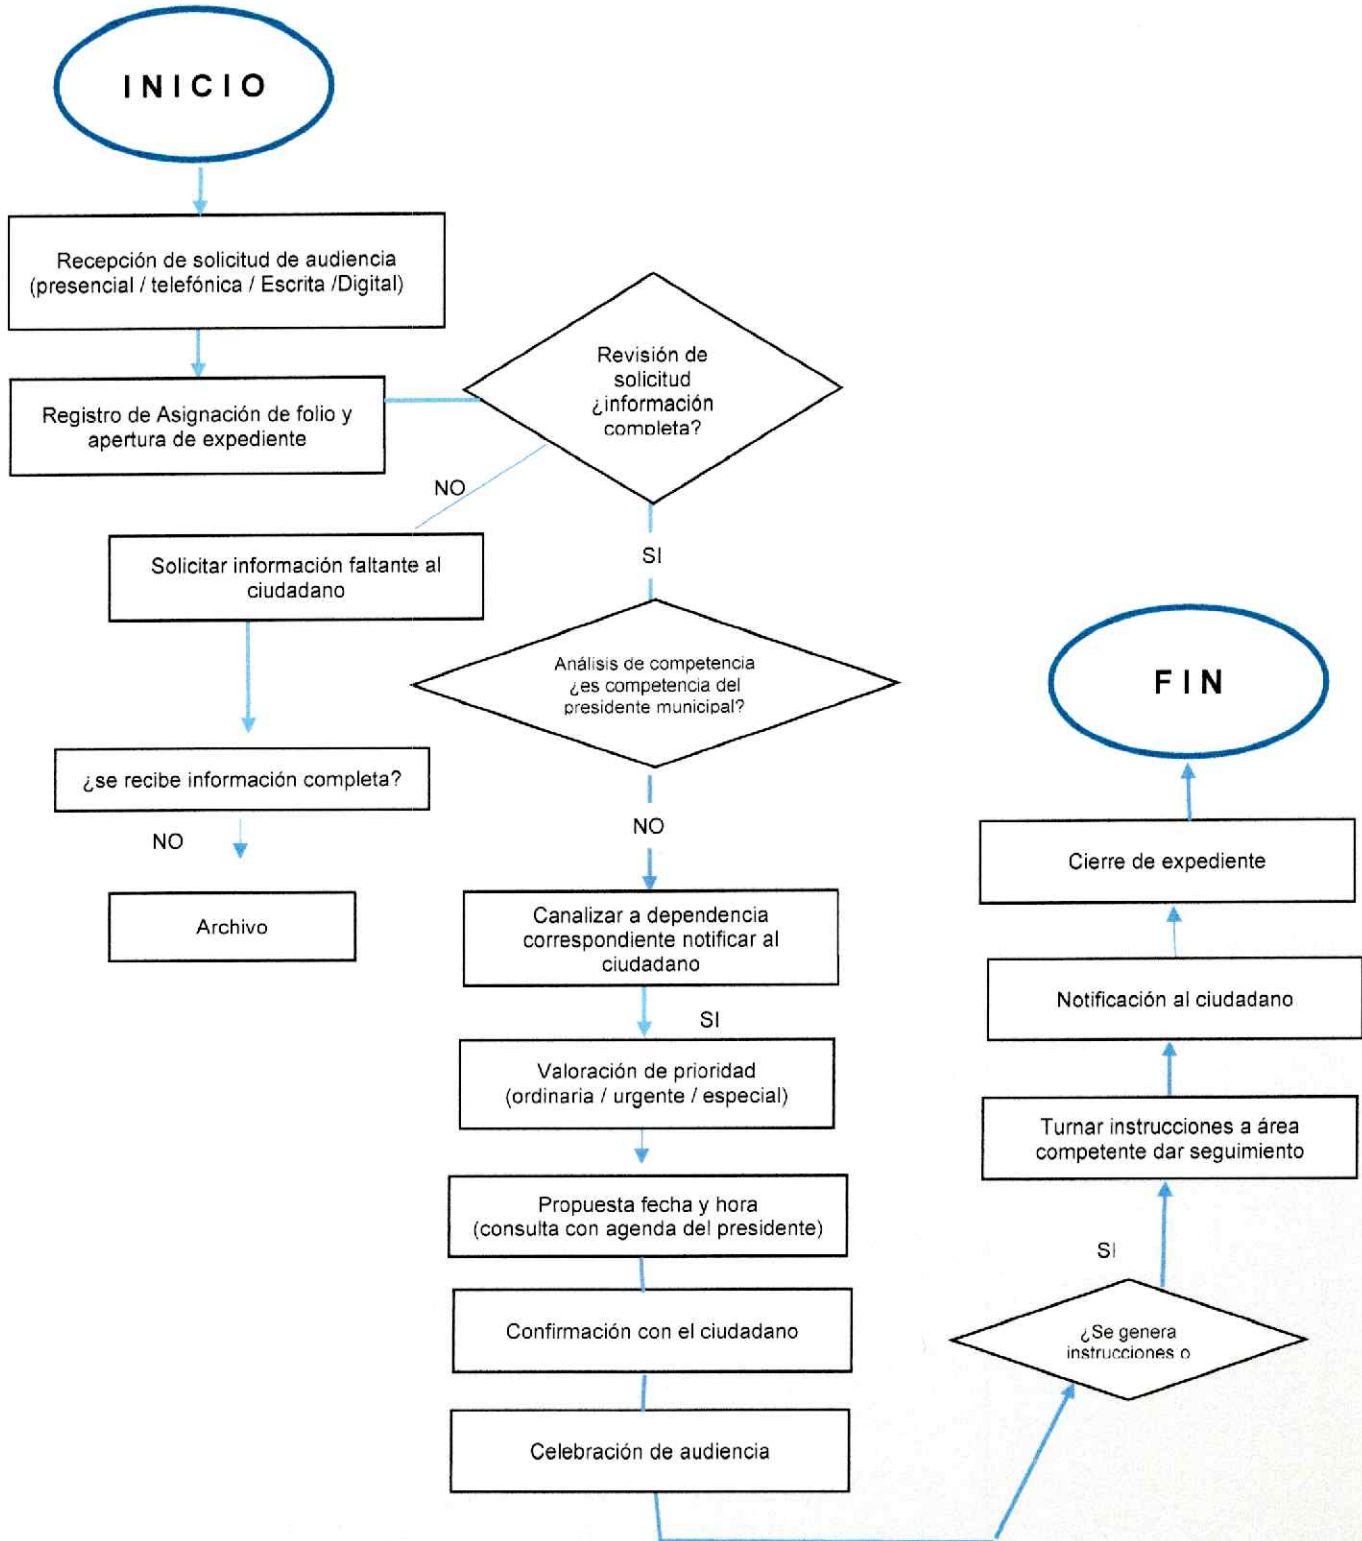 INICIO
Recepción de solicitud de audiencia
(presencial / telefónica / Escrita /Digital)
Registro de Asignación de folio y
apertura de expediente
Revisión de
solicitud
¿información
completa?
NO
Solicitar información faltante al
ciudadano
SI
¿se recibe información completa?
NO
Archivo
Análisis de competencia
¿es competencia del
presidente municipal?
NO
Canalizar a dependencia
correspondiente notificar al
ciudadano
SI
Valoración de prioridad
(ordinaria / urgente / especial)
Propuesta fecha y hora
(consulta con agenda del presidente)
Confirmación con el ciudadano
Celebración de audiencia
¿Se genera
instrucciones o
SI
Turnar instrucciones a área
competente dar seguimiento
Notificación al ciudadano
Cierre de expediente
FIN